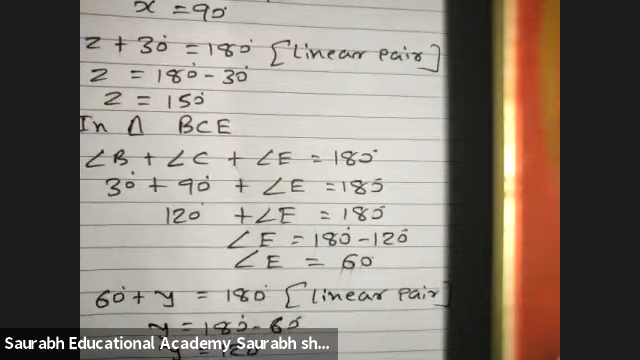 x = 90°
z + 30° = 180° [linear pair]
z = 180° - 30°
z = 150°
In Δ BCE
∠B + ∠C + ∠E = 180°
30° + 90° + ∠E = 180°
120° + ∠E = 180°
∠E = 180° - 120°
∠E = 60°
60° + y = 180° [linear pair]
y = 180° - 60°
y = 120°
Saurabh Educational Academy Saurabh sh...